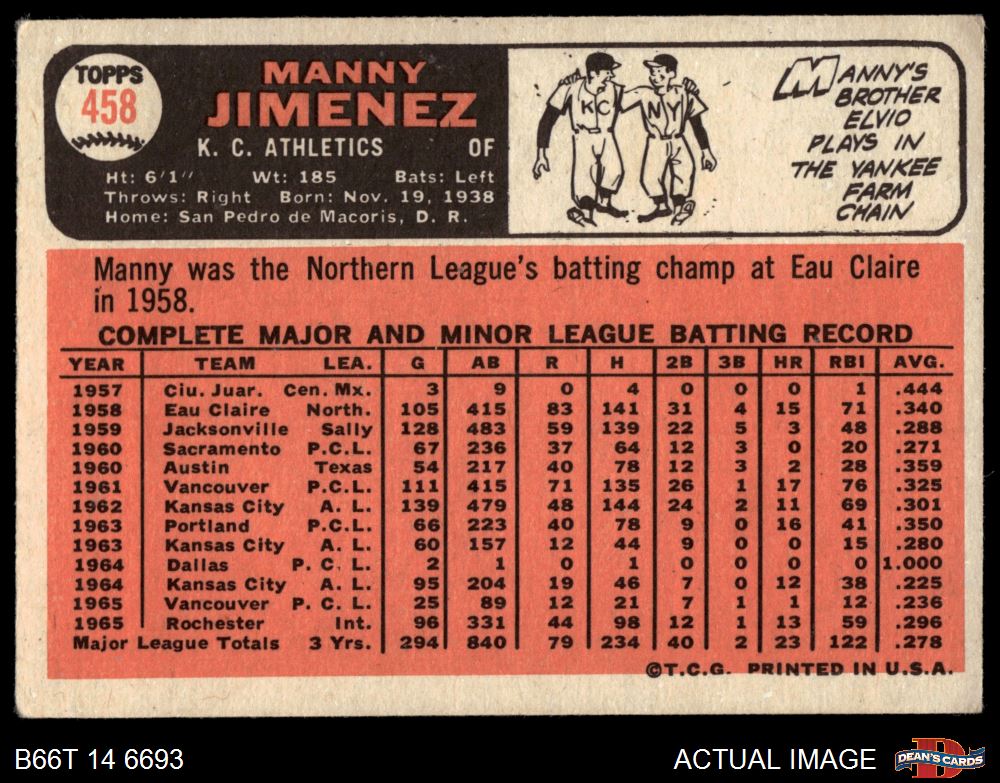 TOPPS
458
MANNY
JIMENEZ
K. C. ATHLETICS OF
Ht: 6'1" Wt: 185 Bats: Left
Throws: Right Born: Nov. 19, 1938
Home: San Pedro de Macoris, D. R.
KC
NY
MANNY'S
BROTHER
ELVIO
PLAYS IN
THE YANKEE
FARM
CHAIN
Manny was the Northern League's batting champ at Eau Claire
in 1958.
COMPLETE MAJOR AND MINOR LEAGUE BATTING RECORD
YEAR TEAM LEA. G AB R H 2B 3B HR RBI AVG.
1957 Ciu. Juar. Cen. Mx. 3 9 0 4 0 0 0 1 .444
1958 Eau Claire North. 105 415 83 141 31 4 15 71 .340
1959 Jacksonville Sally 128 483 59 139 22 5 3 48 .288
1960 Sacramento P.C.L. 67 236 37 64 12 3 0 20 .271
1960 Austin Texas 54 217 40 78 12 3 2 28 .359
1961 Vancouver P.C.L. 111 415 71 135 26 1 17 76 .325
1962 Kansas City A. L. 139 479 48 144 24 2 11 69 .301
1963 Portland P.C.L. 66 223 40 78 9 0 16 41 .350
1963 Kansas City A. L. 60 157 12 44 9 0 0 15 .280
1964 Dallas P. C. L. 2 1 0 1 0 0 0 0 1.000
1964 Kansas City A. L. 95 204 19 46 7 0 12 38 .225
1965 Vancouver P. C. L. 25 89 12 21 7 1 1 12 .236
1965 Rochester Int. 96 331 44 98 12 1 13 59 .296
Major League Totals 3 Yrs. 294 840 79 234 40 2 23 122 .278
©T.C.G. PRINTED IN U.S.A.
B66T 14 6693
ACTUAL IMAGE
D
DEAN'S CARDS